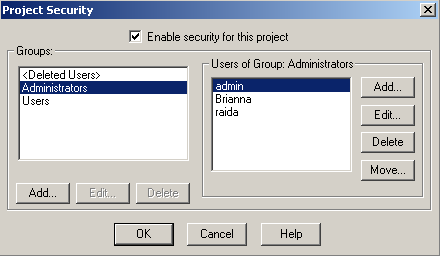 Project Security
Enable security for this project
Groups:
<Deleted Users>
Administrators
Users
Add...
Edit...
Delete
Users of Group: Administrators
admin
Brianna
raida
Add...
Edit...
Delete
Move...
OK
Cancel
Help